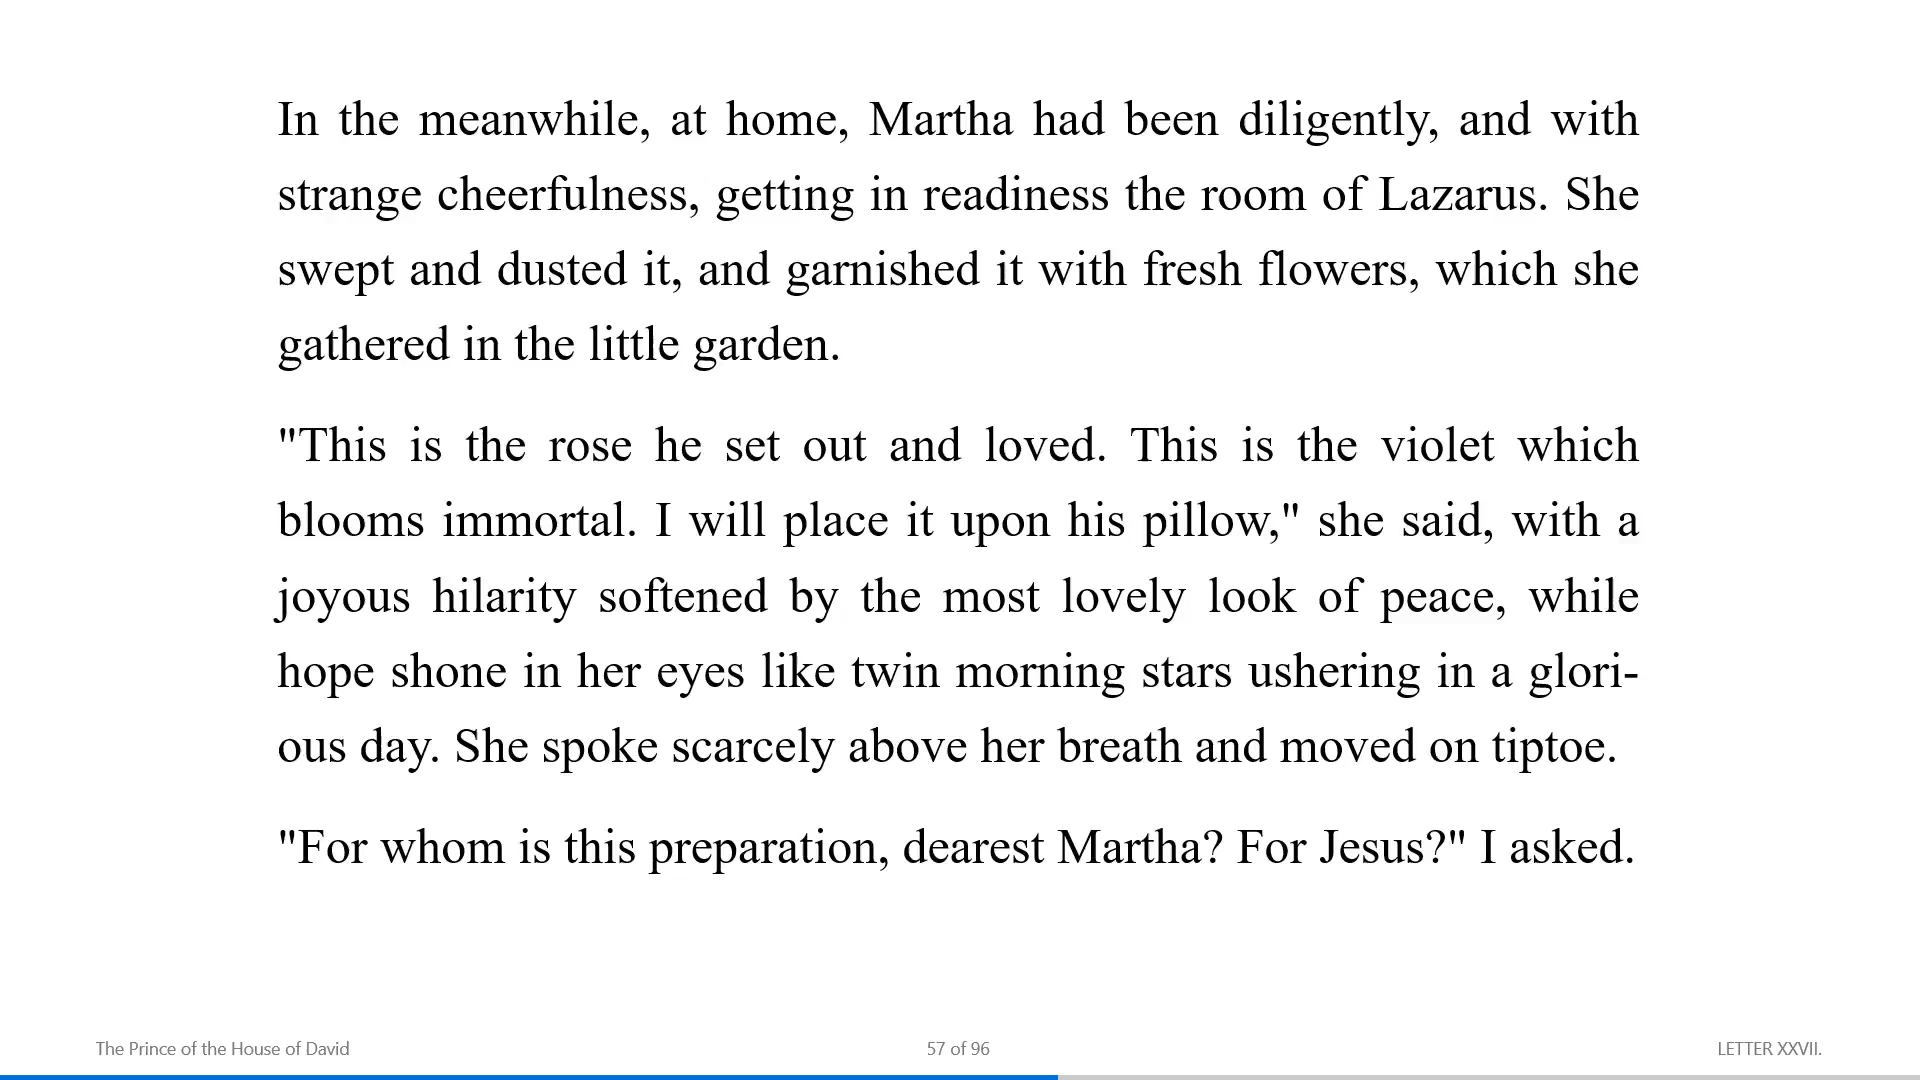 In the meanwhile, at home, Martha had been diligently, and with
strange cheerfulness, getting in readiness the room of Lazarus. She
swept and dusted it, and garnished it with fresh flowers, which she
gathered in the little garden.
"This is the rose he set out and loved. This is the violet which
blooms immortal. I will place it upon his pillow," she said, with a
joyous hilarity softened by the most lovely look of peace, while
hope shone in her eyes like twin morning stars ushering in a glori-
ous day. She spoke scarcely above her breath and moved on tiptoe.
"For whom is this preparation, dearest Martha? For Jesus?" I asked.
The Prince of the House of David
57 of 96
LETTER XXVII.